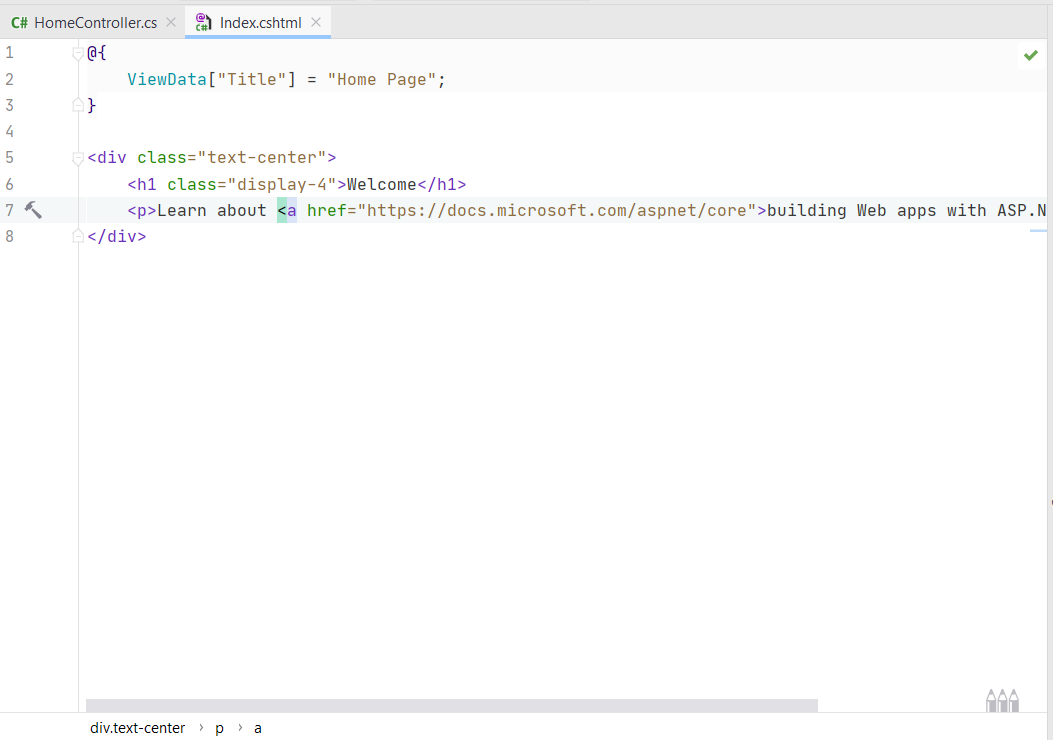 C# HomeController.cs
@ C# Index.cshtml
1 @{
2 ViewData["Title"] = "Home Page";
3 }
4
5 <div class="text-center">
6 <h1 class="display-4">Welcome</h1>
7 <p>Learn about <a href="https://docs.microsoft.com/aspnet/core">building Web apps with ASP.N
8 </div>
div.text-center › p › a